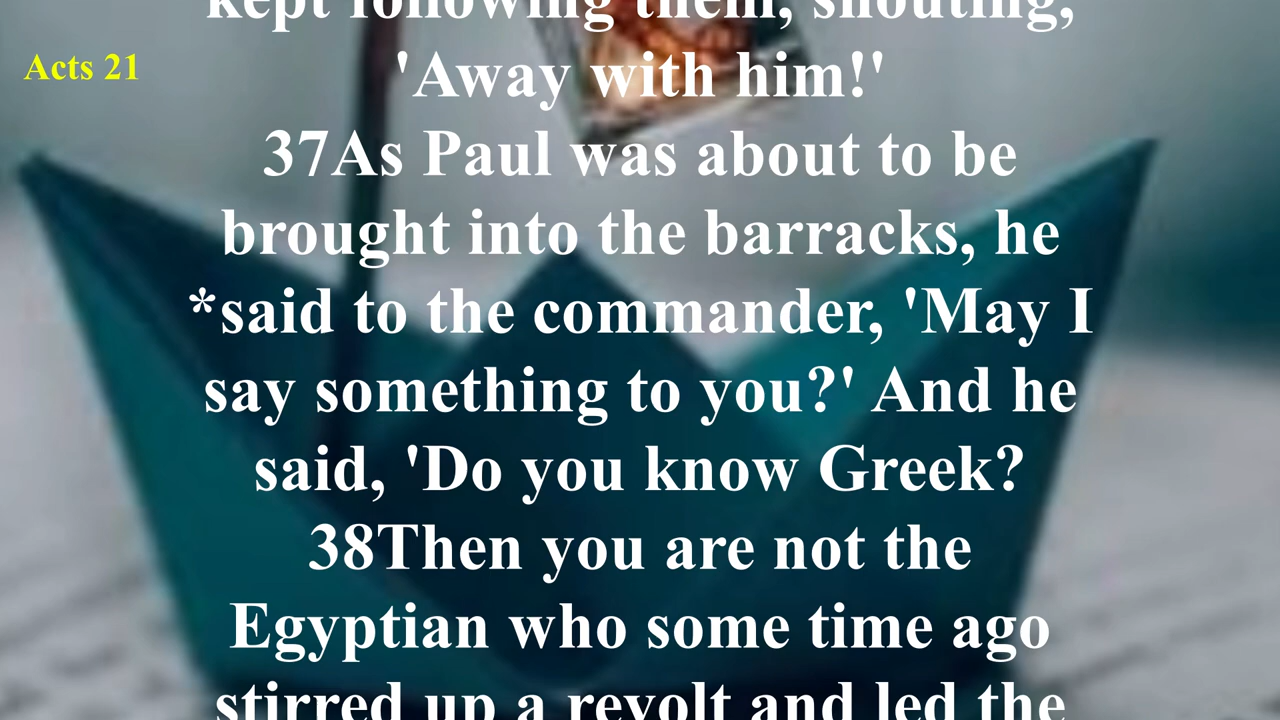 kept following them, shouting,
Acts 21
'Away with him!'
37As Paul was about to be
brought into the barracks, he
*said to the commander, 'May I
say something to you?' And he
said, 'Do you know Greek?
38Then you are not the
Egyptian who some time ago
stirred up a revolt and led the